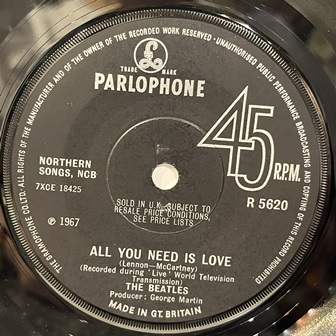 THE GRAMOPHONE CO.LTD. ALL RIGHTS OF THE MANUFACTURER AND OF THE OWNER OF THE RECORDED WORK RESERVED · UNAUTHORISED PUBLIC PERFORMANCE BROADCASTING AND COPYING OF THIS RECORD PROHIBITED
£
TRADE MARK
PARLOPHONE
45
R.P.M.
NORTHERN
SONGS, NCB
7XCE 18425
R 5620
SOLD IN U.K. SUBJECT TO
RESALE PRICE CONDITIONS,
SEE PRICE LISTS
℗ 1967
ALL YOU NEED IS LOVE
(Lennon—McCartney)
(Recorded during 'Live' World Television
Transmission)
THE BEATLES
Producer : George Martin
MADE IN GT. BRITAIN